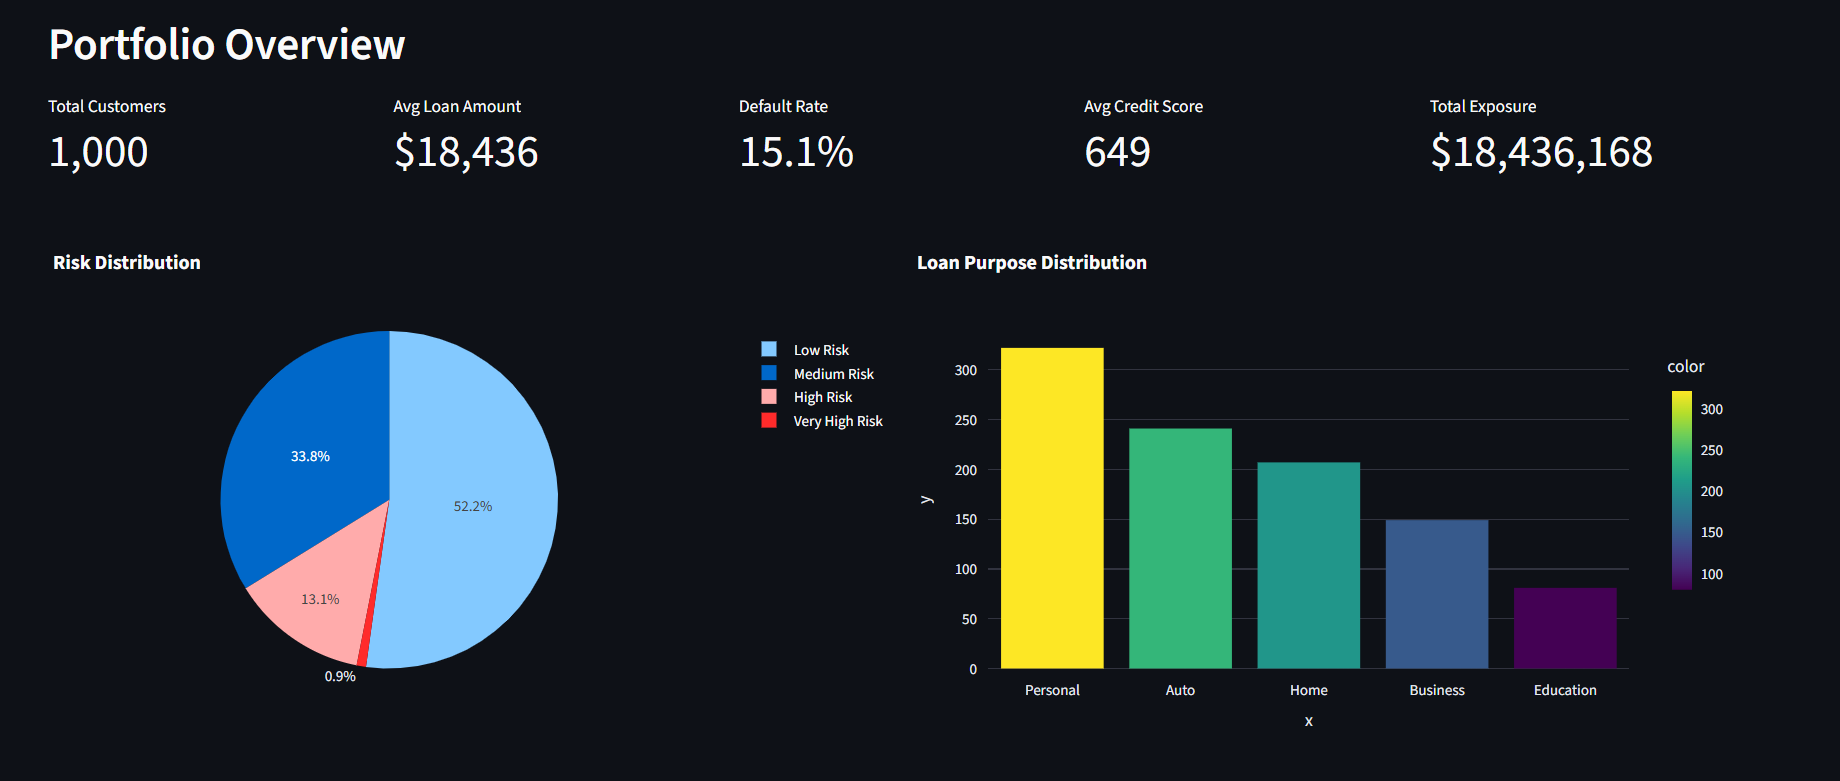 Portfolio Overview
Total Customers
1,000
Avg Loan Amount
$18,436
Default Rate
15.1%
Avg Credit Score
649
Total Exposure
$18,436,168
Risk Distribution
33.8%
52.2%
13.1%
0.9%
Low Risk
Medium Risk
High Risk
Very High Risk
Loan Purpose Distribution
y
300
250
200
150
100
50
0
Personal
Auto
Home
Business
Education
x
color
300
250
200
150
100